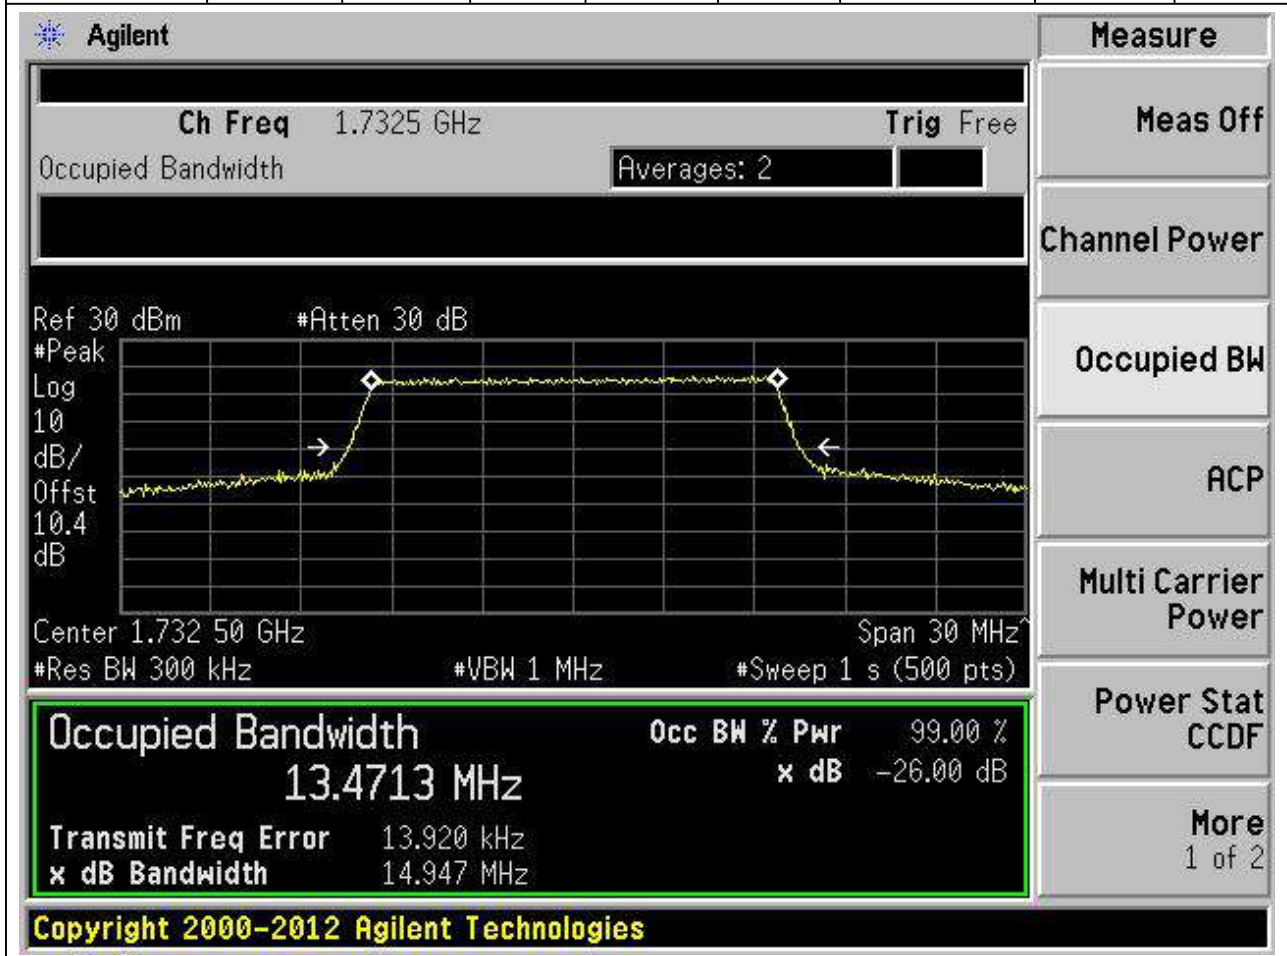 Agilent
Measure
Ch Freq 1.7325 GHz
Trig Free
Occupied Bandwidth
Averages: 2
Ref 30 dBm
#Atten 30 dB
#Peak
Log
10
dB/
Offst
10.4
dB
Center 1.732 50 GHz
Span 30 MHz^
#Res BW 300 kHz
#VBW 1 MHz
#Sweep 1 s (500 pts)
Occupied Bandwidth
13.4713 MHz
Occ BW % Pwr 99.00 %
x dB -26.00 dB
Transmit Freq Error 13.920 kHz
x dB Bandwidth 14.947 MHz
Copyright 2000-2012 Agilent Technologies
Meas Off
Channel Power
Occupied BW
ACP
Multi Carrier
Power
Power Stat
CCDF
More
1 of 2